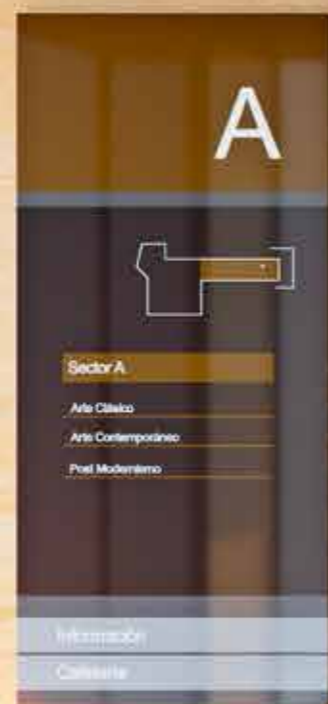 A
Sector A
Arte Clásico
Arte Contemporáneo
Post Modernismo
Información
Cafetería